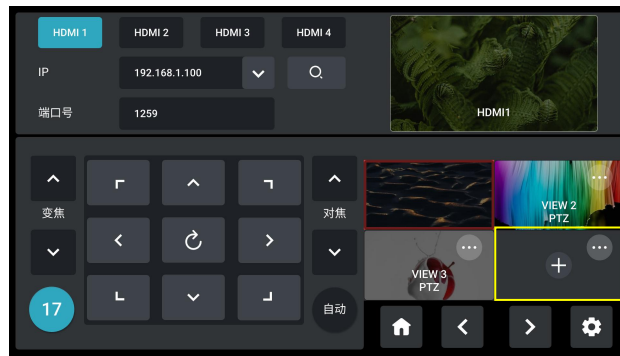 HDMI 1 HDMI 2 HDMI 3 HDMI 4
IP 192.168.1.100
端口号 1259
HDMI1
变焦
对焦
VIEW 2
PTZ
VIEW 3
PTZ
17
自动